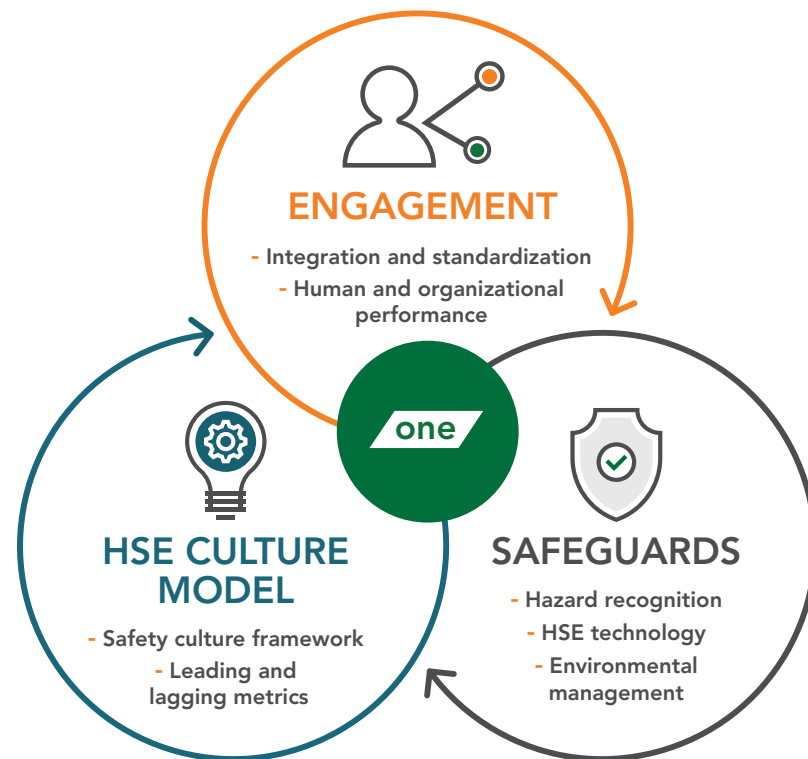 ENGAGEMENT
- Integration and standardization
- Human and organizational
performance
one
HSE CULTURE
MODEL
- Safety culture framework
- Leading and
lagging metrics
SAFEGUARDS
- Hazard recognition
- HSE technology
- Environmental
management